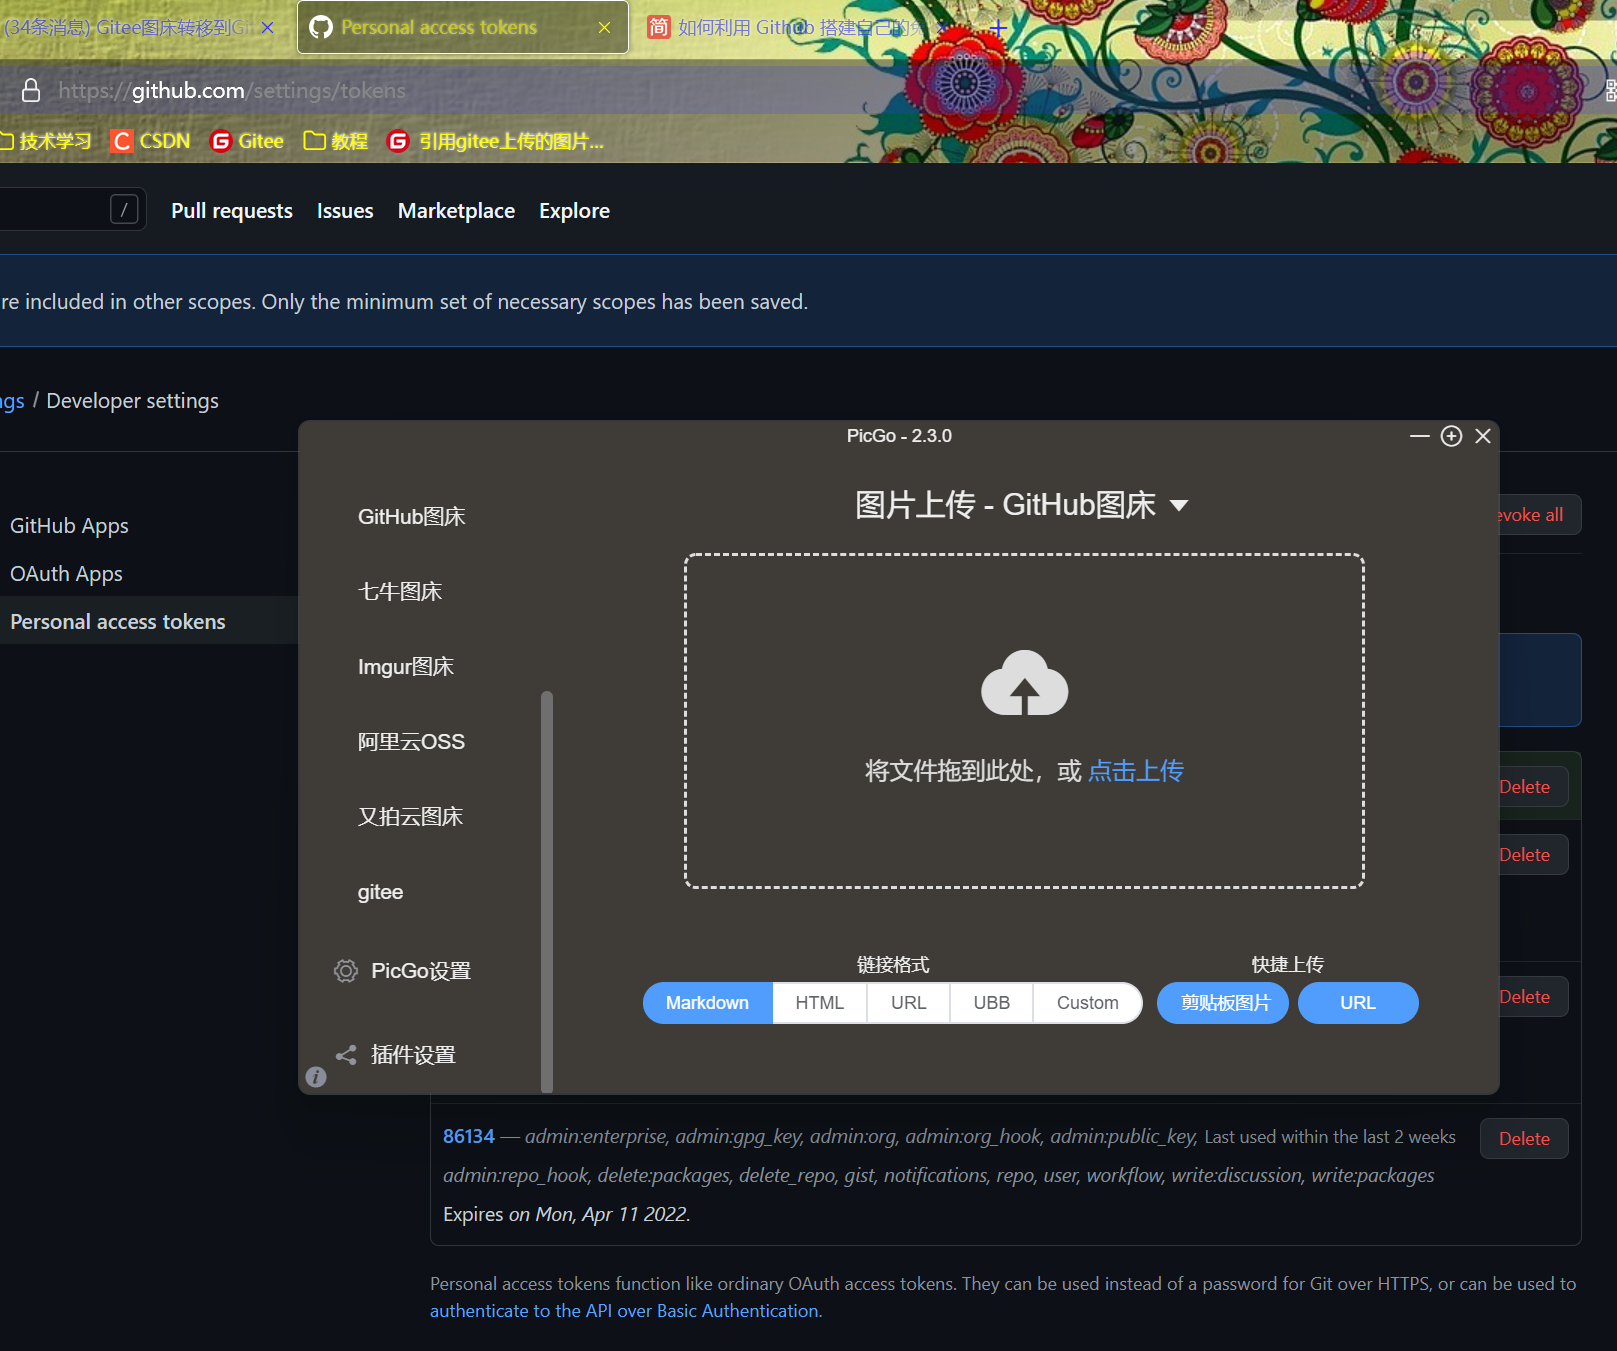 (34条消息) Gitee图床转移到Gi
Personal access tokens
简 如何利用 Github 搭建自己的免
https://github.com/settings/tokens
技术学习
CSDN
Gitee
教程
引用gitee上传的图片...
/
Pull requests
Issues
Marketplace
Explore
re included in other scopes. Only the minimum set of necessary scopes has been saved.
ngs / Developer settings
GitHub Apps
OAuth Apps
Personal access tokens
evoke all
PicGo - 2.3.0
GitHub图床
七牛图床
Imgur图床
阿里云OSS
又拍云图床
gitee
PicGo设置
插件设置
图片上传 - GitHub图床
将文件拖到此处，或 点击上传
链接格式
快捷上传
Markdown
HTML
URL
UBB
Custom
剪贴板图片
URL
Delete
Delete
Delete
86134 — admin:enterprise, admin:gpg_key, admin:org, admin:org_hook, admin:public_key, Last used within the last 2 weeks
Delete
admin:repo_hook, delete:packages, delete_repo, gist, notifications, repo, user, workflow, write:discussion, write:packages
Expires on Mon, Apr 11 2022.
Personal access tokens function like ordinary OAuth access tokens. They can be used instead of a password for Git over HTTPS, or can be used to
authenticate to the API over Basic Authentication.